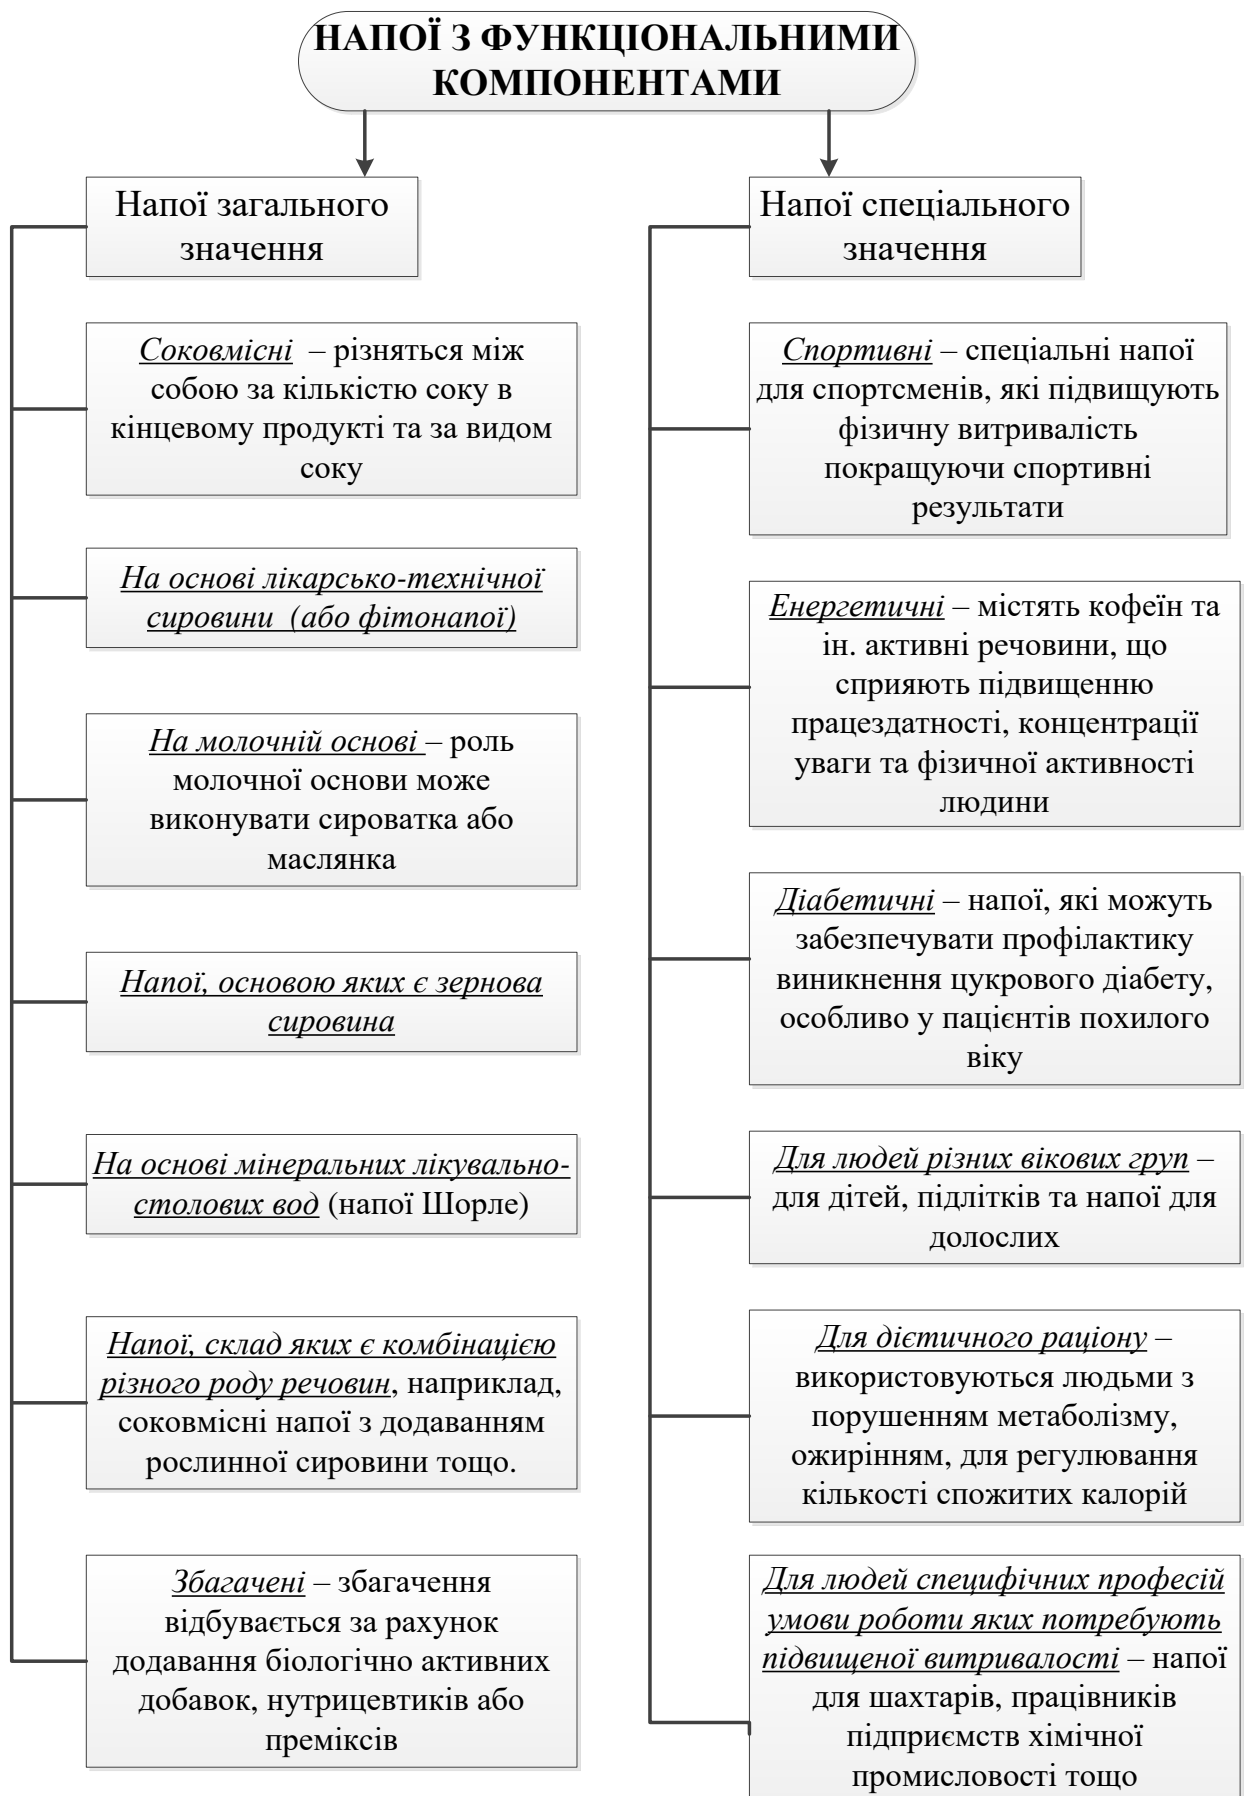 НАПОЇ З ФУНКЦІОНАЛЬНИМИ
КОМПОНЕНТАМИ
Напої загального
значення
Соковмісні – різняться між
собою за кількістю соку в
кінцевому продукті та за видом
соку
На основі лікарсько-технічної
сировини (або фітонапої)
На молочній основі – роль
молочної основи може
виконувати сироватка або
маслянка
Напої, основою яких є зернова
сировина
На основі мінеральних лікувально-
столових вод (напої Шорле)
Напої, склад яких є комбінацією
різного роду речовин, наприклад,
соковмісні напої з додаванням
рослинної сировини тощо.
Збагачені – збагачення
відбувається за рахунок
додавання біологічно активних
добавок, нутрицевтиків або
преміксів
Напої спеціального
значення
Спортивні – спеціальні напої
для спортсменів, які підвищують
фізичну витривалість
покращуючи спортивні
результати
Енергетичні – містять кофеїн та
ін. активні речовини, що
сприяють підвищенню
працездатності, концентрації
уваги та фізичної активності
людини
Діабетичні – напої, які можуть
забезпечувати профілактику
виникнення цукрового діабету,
особливо у пацієнтів похилого
віку
Для людей різних вікових груп –
для дітей, підлітків та напої для
долослих
Для дієтичного раціону –
використовуються людьми з
порушенням метаболізму,
ожирінням, для регулювання
кількості спожитих калорій
Для людей специфічних професій
умови роботи яких потребують
підвищеної витривалості – напої
для шахтарів, працівників
підприємств хімічної
промисловості тощо